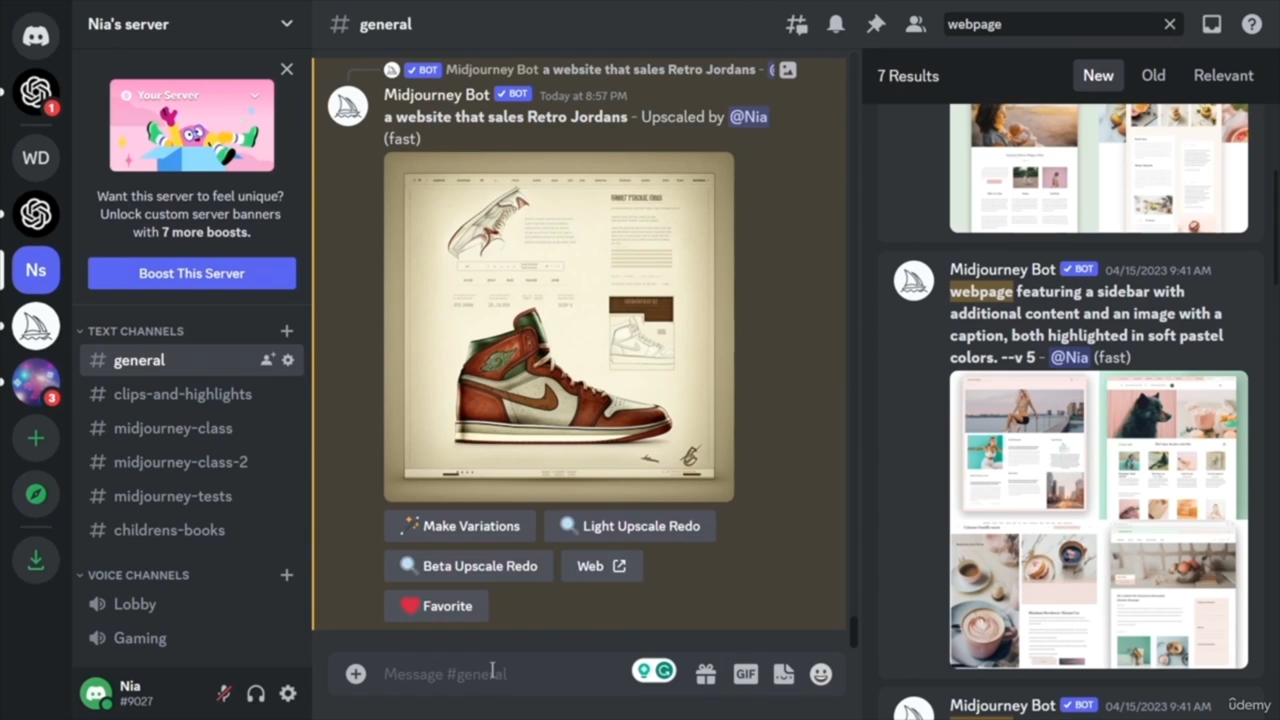 Nia's server
general
webpage
BOT Midjourney Bot a website that sales Retro Jordans -
7 Results
New
Old
Relevant
1
Your Server
Midjourney Bot BOT Today at 8:57 PM
a website that sales Retro Jordans - Upscaled by @Nia
(fast)
WD
Want this server to feel unique?
Unlock custom server banners
with 7 more boosts.
Boost This Server
Ns
TEXT CHANNELS
general
clips-and-highlights
3
midjourney-class
midjourney-class-2
midjourney-tests
childrens-books
VOICE CHANNELS
Lobby
Gaming
Nia
#9027
Make Variations
Light Upscale Redo
Beta Upscale Redo
Web
Favorite
Message #general
GIF
Midjourney Bot BOT 04/15/2023 9:41 AM
webpage featuring a sidebar with
additional content and an image with a
caption, both highlighted in soft pastel
colors. --v 5 - @Nia (fast)
Midjourney Bot BOT 04/15/2023 9:41 AM
ûdemy